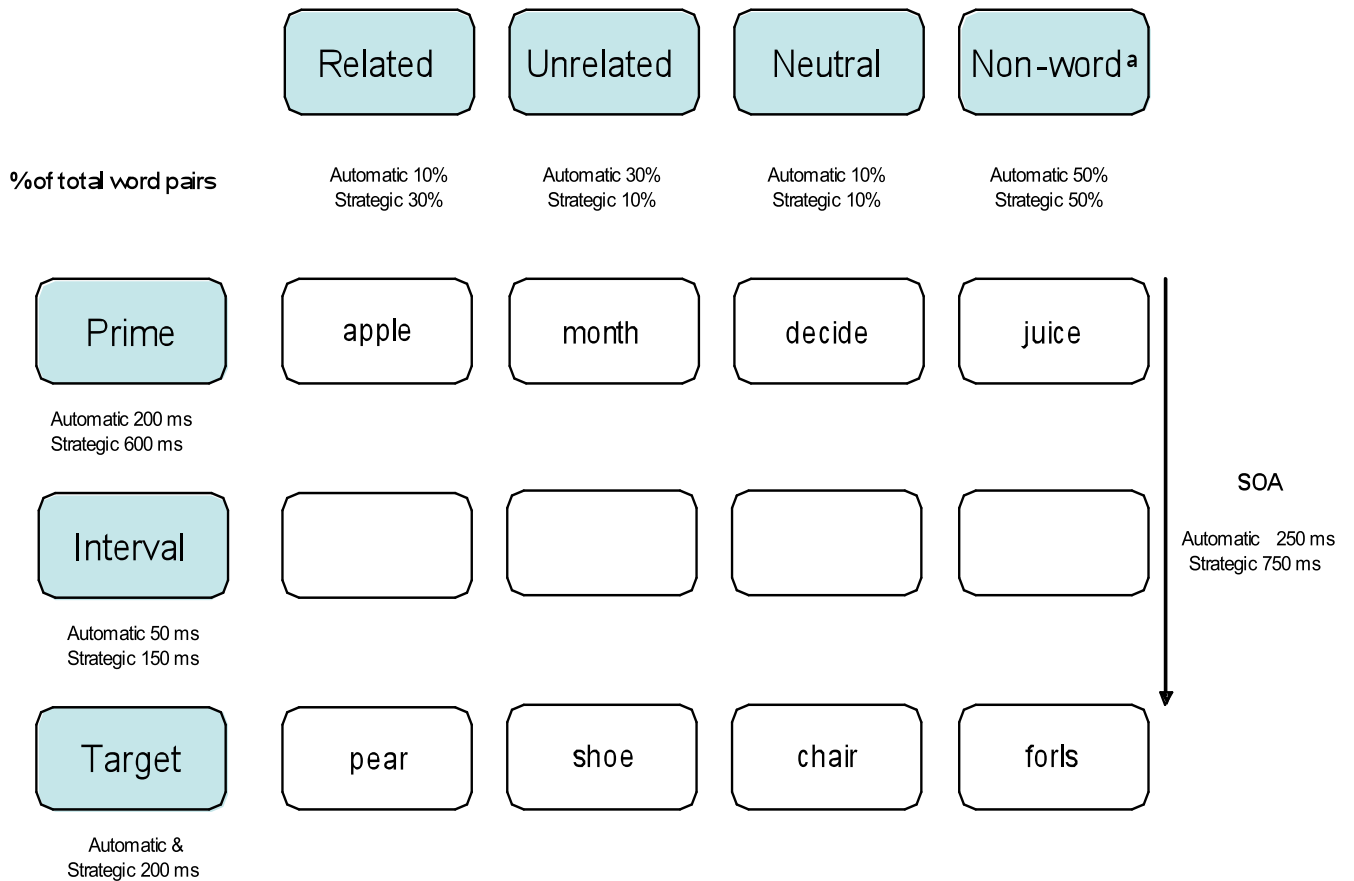 Related Unrelated Neutral Non-word a
% of total word pairs
Automatic 10% Automatic 30% Automatic 10% Automatic 50%
Strategic 30% Strategic 10% Strategic 10% Strategic 50%
Prime apple month decide juice
Automatic 200 ms
Strategic 600 ms
SOA
Interval
Automatic 250 ms
Strategic 750 ms
Automatic 50 ms
Strategic 150 ms
Target pear shoe chair forls
Automatic &
Strategic 200 ms